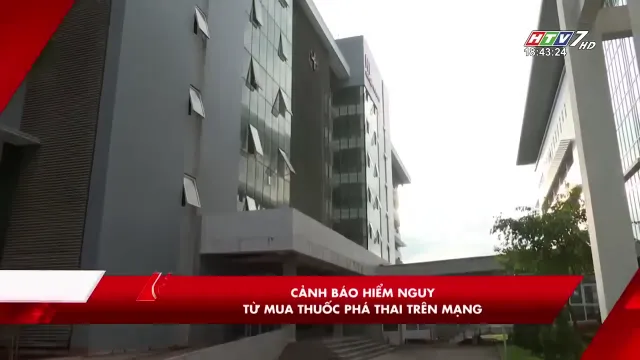 HTV7 HD
18:43:24
CẢNH BÁO HIỂM NGUY
TỪ MUA THUỐC PHÁ THAI TRÊN MẠNG